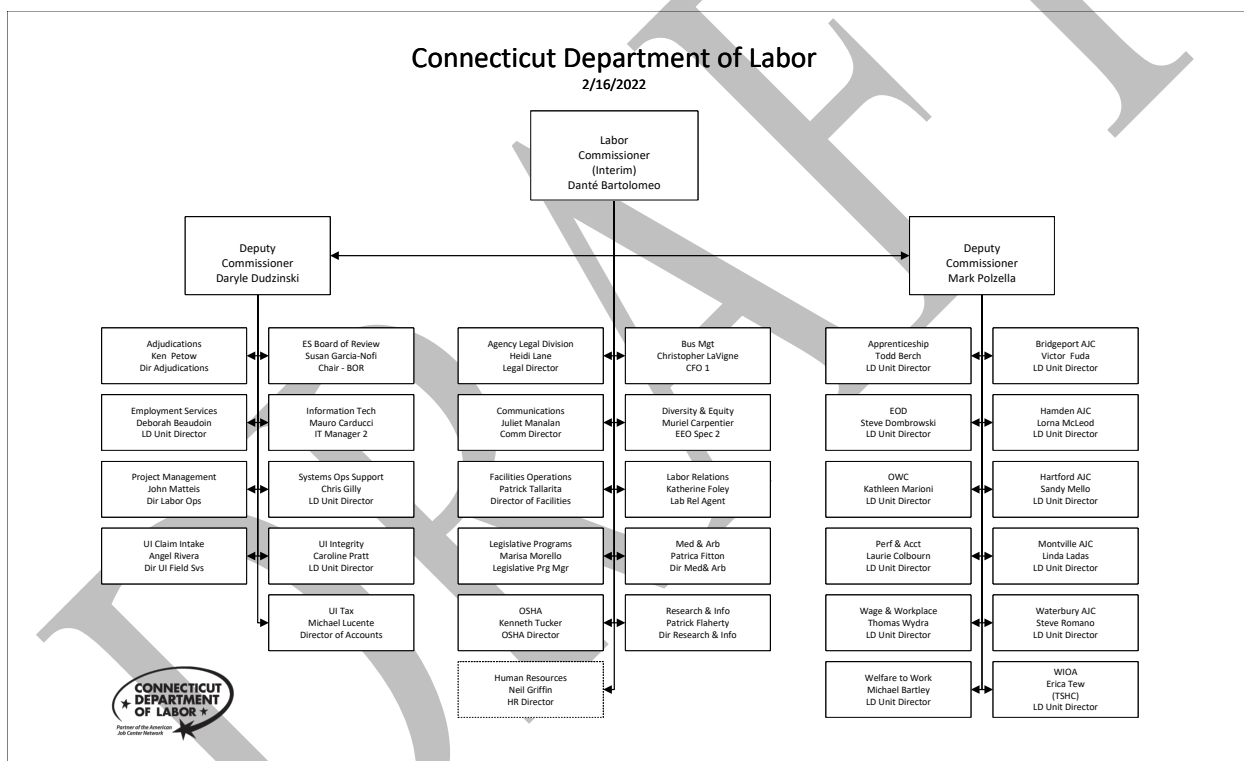 Connecticut Department of Labor
2/16/2022
Labor
Commissioner
(Interim)
Danté Bartolomeo
Deputy
Commissioner
Daryle Dudzinski
Deputy
Commissioner
Mark Polzella
Adjudications
Ken Petow
Dir Adjudications
ES Board of Review
Susan Garcia-Nofi
Chair - BOR
Employment Services
Deborah Beaudoin
LD Unit Director
Information Tech
Mauro Carducci
IT Manager 2
Project Management
John Matteis
Dir Labor Ops
Systems Ops Support
Chris Gilly
LD Unit Director
UI Claim Intake
Angel Rivera
Dir UI Field Svs
UI Integrity
Caroline Pratt
LD Unit Director
UI Tax
Michael Lucente
Director of Accounts
Agency Legal Division
Heidi Lane
Legal Director
Bus Mgt
Christopher LaVigne
CFO 1
Communications
Juliet Manalan
Comm Director
Diversity & Equity
Muriel Carpentier
EEO Spec 2
Facilities Operations
Patrick Tallarita
Director of Facilities
Labor Relations
Katherine Foley
Lab Rel Agent
Legislative Programs
Marisa Morello
Legislative Prg Mgr
Med & Arb
Patrica Fitton
Dir Med& Arb
OSHA
Kenneth Tucker
OSHA Director
Research & Info
Patrick Flaherty
Dir Research & Info
Human Resources
Neil Griffin
HR Director
Apprenticeship
Todd Berch
LD Unit Director
Bridgeport AJC
Victor Fuda
LD Unit Director
EOD
Steve Dombrowski
LD Unit Director
Hamden AJC
Lorna McLeod
LD Unit Director
OWC
Kathleen Marioni
LD Unit Director
Hartford AJC
Sandy Mello
LD Unit Director
Perf & Acct
Laurie Colbourn
LD Unit Director
Montville AJC
Linda Ladas
LD Unit Director
Wage & Workplace
Thomas Wydra
LD Unit Director
Waterbury AJC
Steve Romano
LD Unit Director
Welfare to Work
Michael Bartley
LD Unit Director
WIOA
Erica Tew
(TSHC)
LD Unit Director
CONNECTICUT
DEPARTMENT
OF LABOR
Partner of the American
Job Center Network
DRAFT